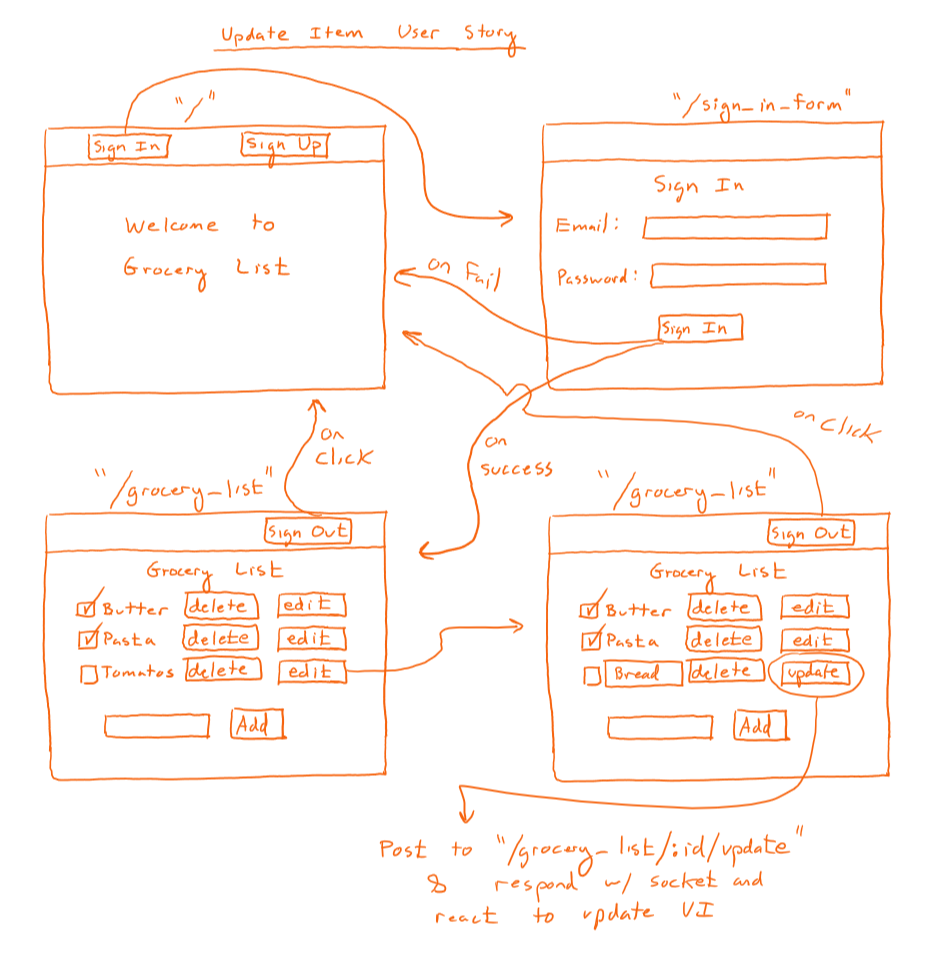 Update Item User Story
"/"
Sign In Sign Up
Welcome to
Grocery List
"/sign_in_form"
Sign In
Email:
Password:
Sign In
on Fail
on
success
on
click
on click
"/grocery_list"
Sign Out
Grocery List
Butter delete edit
Pasta delete edit
Tomatos delete edit
Add
"/grocery_list"
Sign Out
Grocery List
Butter delete edit
Pasta delete edit
Bread delete update
Add
Post to "/grocery_list/:id/update"
& respond w/ socket and
react to update UI